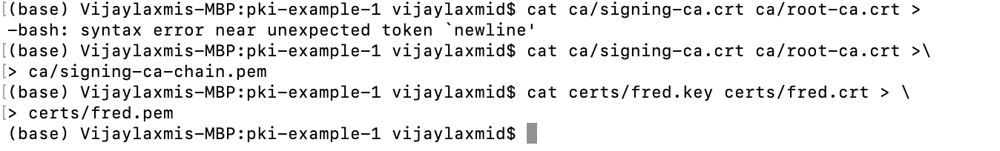 [(base) Vijaylaxmis-MBP:pki-example-1 vijaylaxmid$ cat ca/signing-ca.crt ca/root-ca.crt >
-bash: syntax error near unexpected token `newline'
[(base) Vijaylaxmis-MBP:pki-example-1 vijaylaxmid$ cat ca/signing-ca.crt ca/root-ca.crt >\
[> ca/signing-ca-chain.pem
[(base) Vijaylaxmis-MBP:pki-example-1 vijaylaxmid$ cat certs/fred.key certs/fred.crt > \
[> certs/fred.pem
(base) Vijaylaxmis-MBP:pki-example-1 vijaylaxmid$